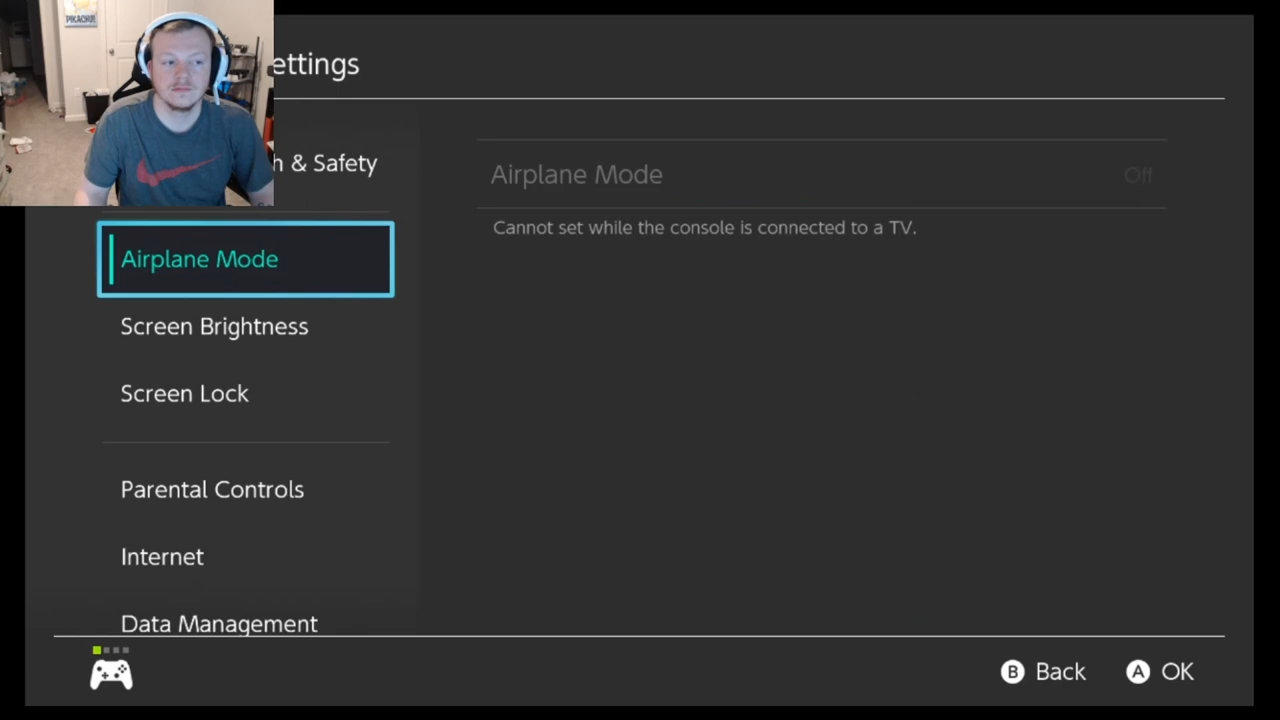 PIKACHU
ettings
h & Safety
Airplane Mode
Screen Brightness
Screen Lock
Parental Controls
Internet
Data Management
Airplane Mode
Off
Cannot set while the console is connected to a TV.
B Back
A OK